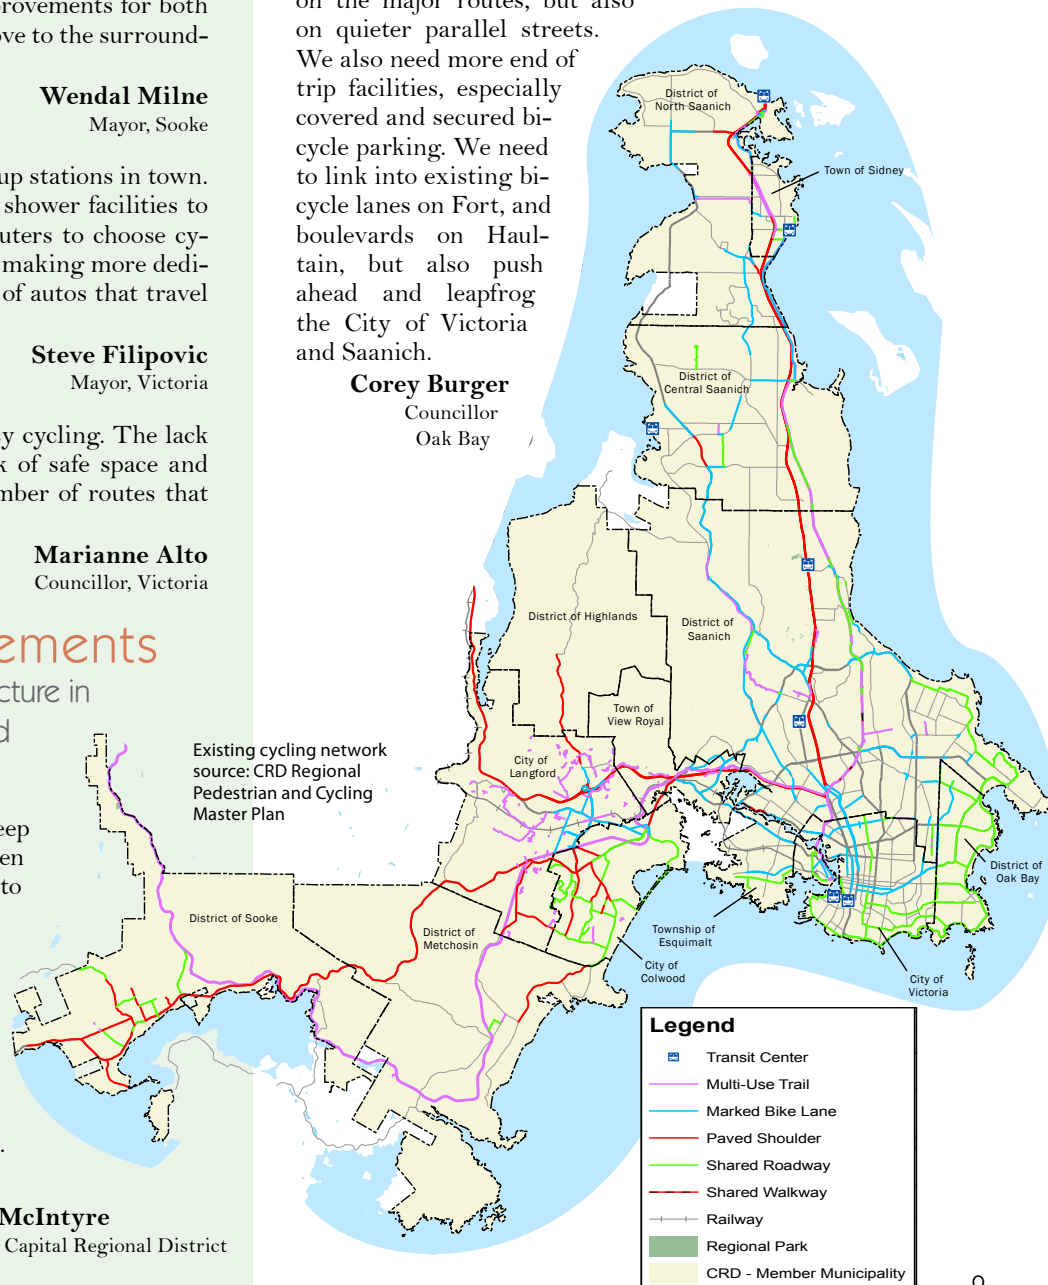 provements for both
ove to the surround-
Wendal Milne
Mayor, Sooke
up stations in town.
shower facilities to
uters to choose cy-
making more dedi-
of autos that travel
Steve Filipovic
Mayor, Victoria
sy cycling. The lack
k of safe space and
mber of routes that
Marianne Alto
Councillor, Victoria
ements
cture in
d
eep
en
to
.
McIntyre
Capital Regional District
on the major routes, but also
on quieter parallel streets.
We also need more end of
trip facilities, especially
covered and secured bi-
cycle parking. We need
to link into existing bi-
cycle lanes on Fort, and
boulevards on Haul-
tain, but also push
ahead and leapfrog
the City of Victoria
and Saanich.
Corey Burger
Councillor
Oak Bay
Existing cycling network
source: CRD Regional
Pedestrian and Cycling
Master Plan
District of
North Saanich
Town of Sidney
District of
Central Saanich
District of Highlands
District of
Saanich
Town of
View Royal
City of
Langford
District of
Oak Bay
District of Sooke
District of
Metchosin
Township of
Esquimalt
City of
Colwood
City of
Victoria
Legend
Transit Center
Multi-Use Trail
Marked Bike Lane
Paved Shoulder
Shared Roadway
Shared Walkway
Railway
Regional Park
CRD - Member Municipality